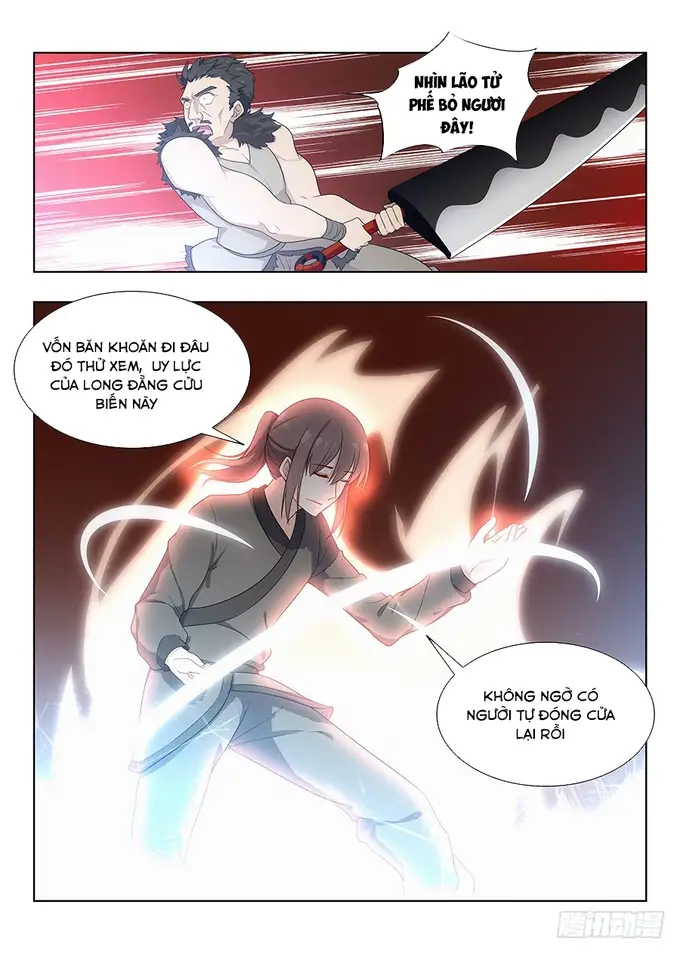 NHÌN LÃO TỬ
PHẾ BỎ NGƯƠI
ĐÂY!
VỐN BĂN KHOĂN ĐI ĐÂU
ĐÓ THỬ XEM, UY LỰC
CỦA LONG ĐẰNG CỬU
BIẾN NÀY
KHÔNG NGỜ CÓ
NGƯỜI TỰ ĐÓNG CỬA
LẠI RỒI
腾讯动漫